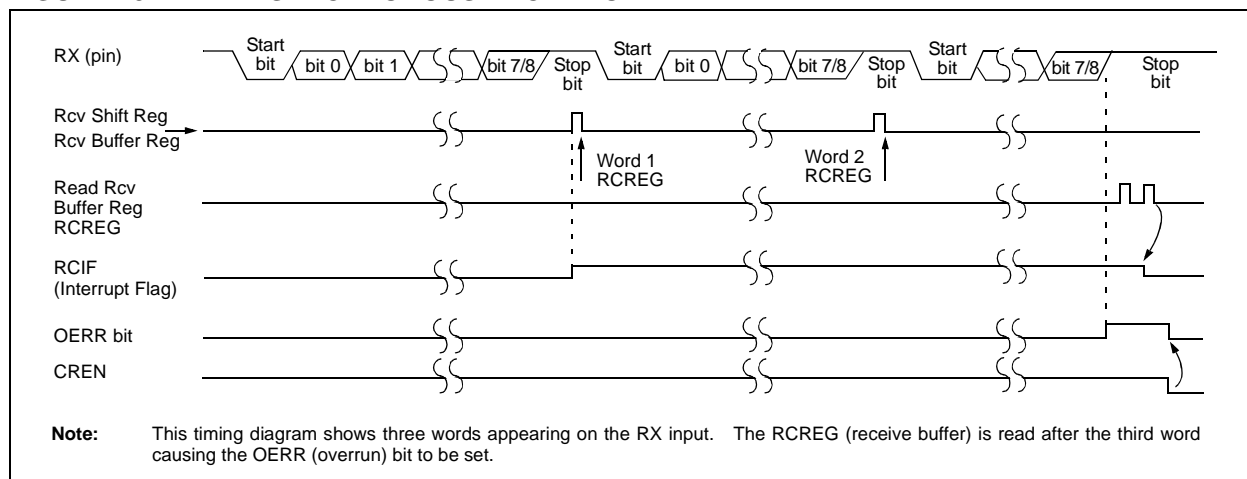 RX (pin)
Start bit
bit 0
bit 1
bit 7/8
Stop bit
Start bit
bit 0
bit 7/8
Stop bit
Start bit
bit 7/8
Stop bit
Rcv Shift Reg
Rcv Buffer Reg
Word 1
RCREG
Word 2
RCREG
Read Rcv
Buffer Reg
RCREG
RCIF
(Interrupt Flag)
OERR bit
CREN
Note: This timing diagram shows three words appearing on the RX input. The RCREG (receive buffer) is read after the third word
causing the OERR (overrun) bit to be set.